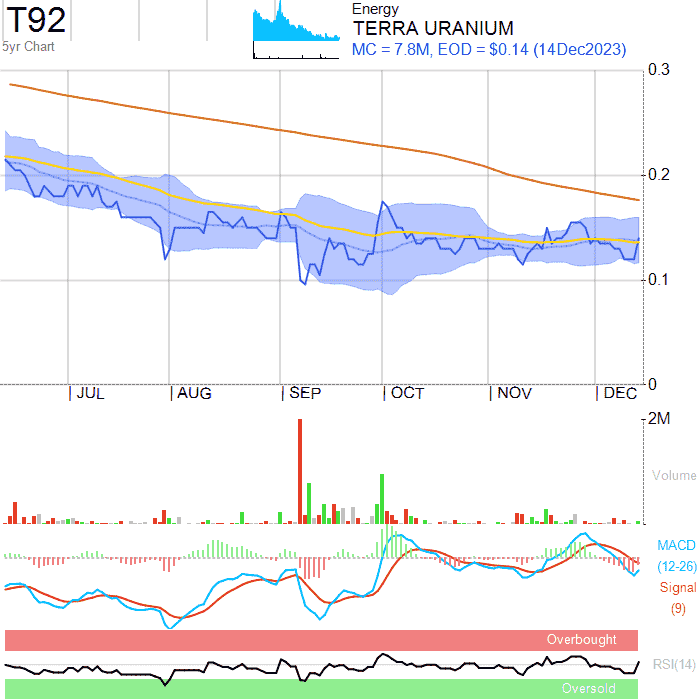 T92
5yr Chart
Energy
TERRA URANIUM
MC = 7.8M, EOD = $0.14 (14Dec2023)
0.3
0.2
0.1
0
JUL AUG SEP OCT NOV DEC
2M
Volume
MACD
(12-26)
Signal
(9)
Overbought
RSI(14)
Oversold